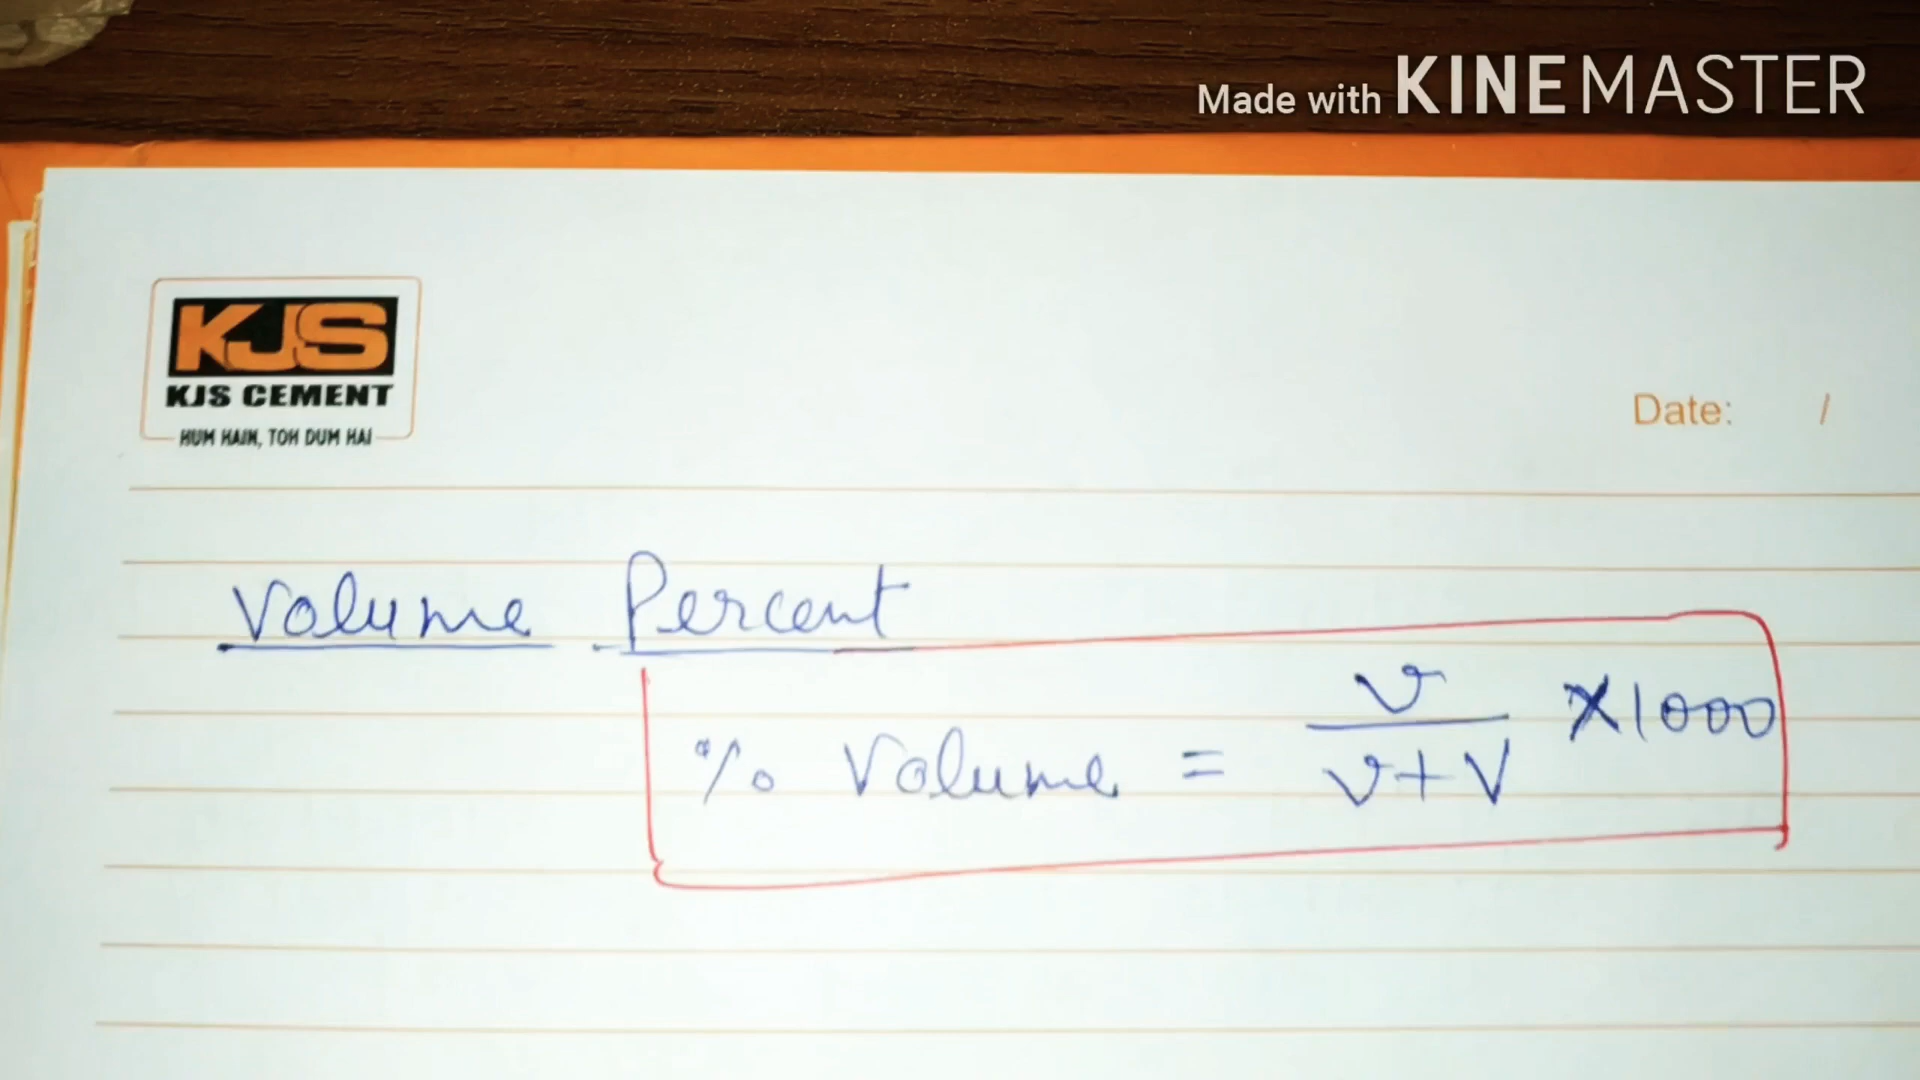 Made with KINEMASTER
KJS
KJS CEMENT
HUM HAIN, TOH DUM HAI
Date: /
Volume Percent
% Volume = v / v+V × 1000